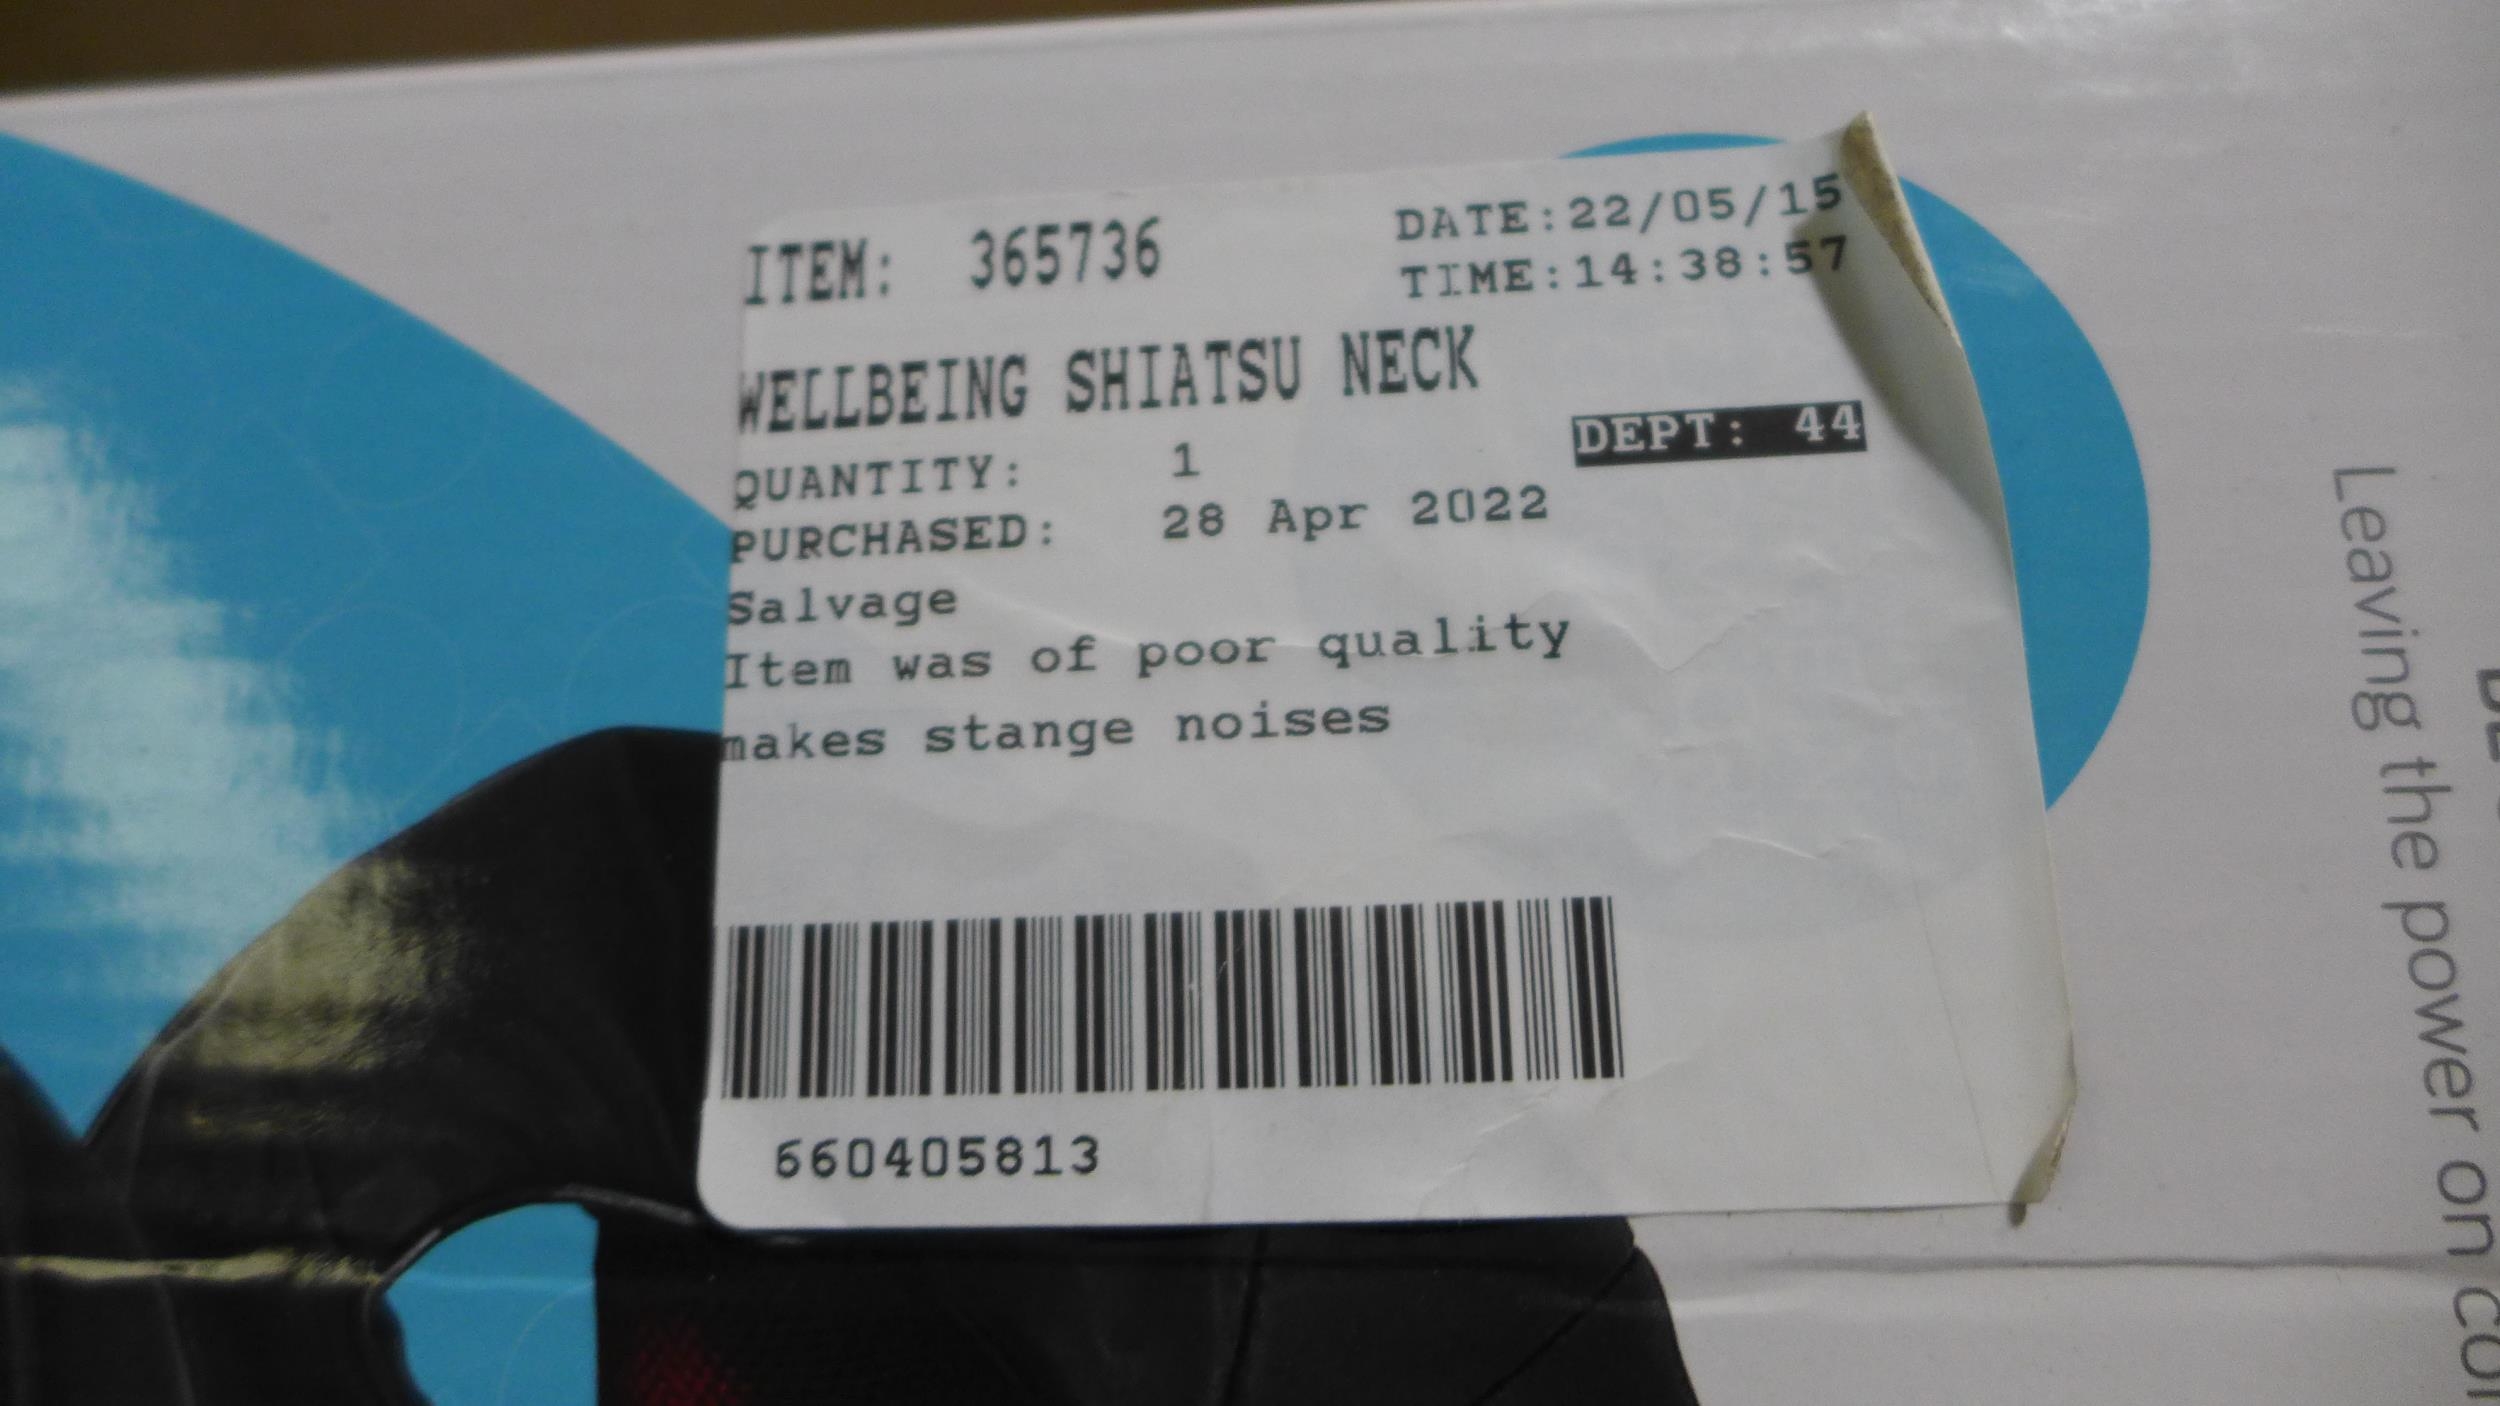 ITEM: 365736
DATE:22/05/15
TIME:14:38:57
WELLBEING SHIATSU NECK
DEPT: 44
QUANTITY: 1
PURCHASED: 28 Apr 2022
Salvage
Item was of poor quality
makes stange noises
660405813
Leaving the power on